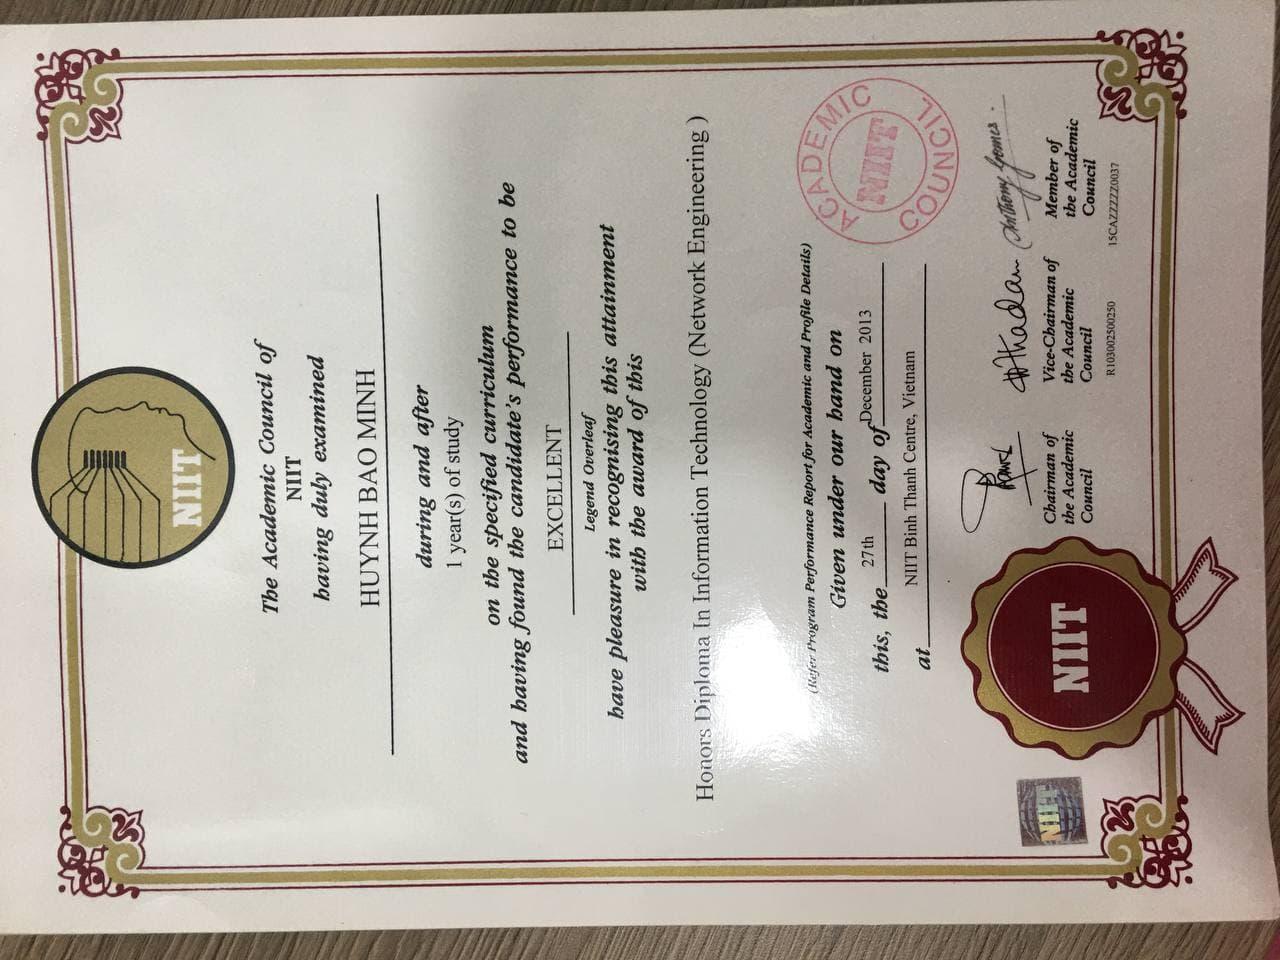 NIIT
The Academic Council of
NIIT
having duly examined
HUYNH BAO MINH
during and after
1 year(s) of study
on the specified curriculum
and having found the candidate's performance to be
EXCELLENT
Legend Overleaf
have pleasure in recognising this attainment
with the award of this
Honors Diploma In Information Technology (Network Engineering )
(Refer Program Performance Report for Academic and Profile Details)
Given under our hand on
this, the 27th day of December 2013
at NIIT Binh Thanh Centre, Vietnam
ACADEMIC COUNCIL
NIIT
NIIT
NIIT
Anthony Gomes.
Chairman of
the Academic
Council
Vice-Chairman of
the Academic
Council
Member of
the Academic
Council
R103002500250
15CAZZZZZ0037